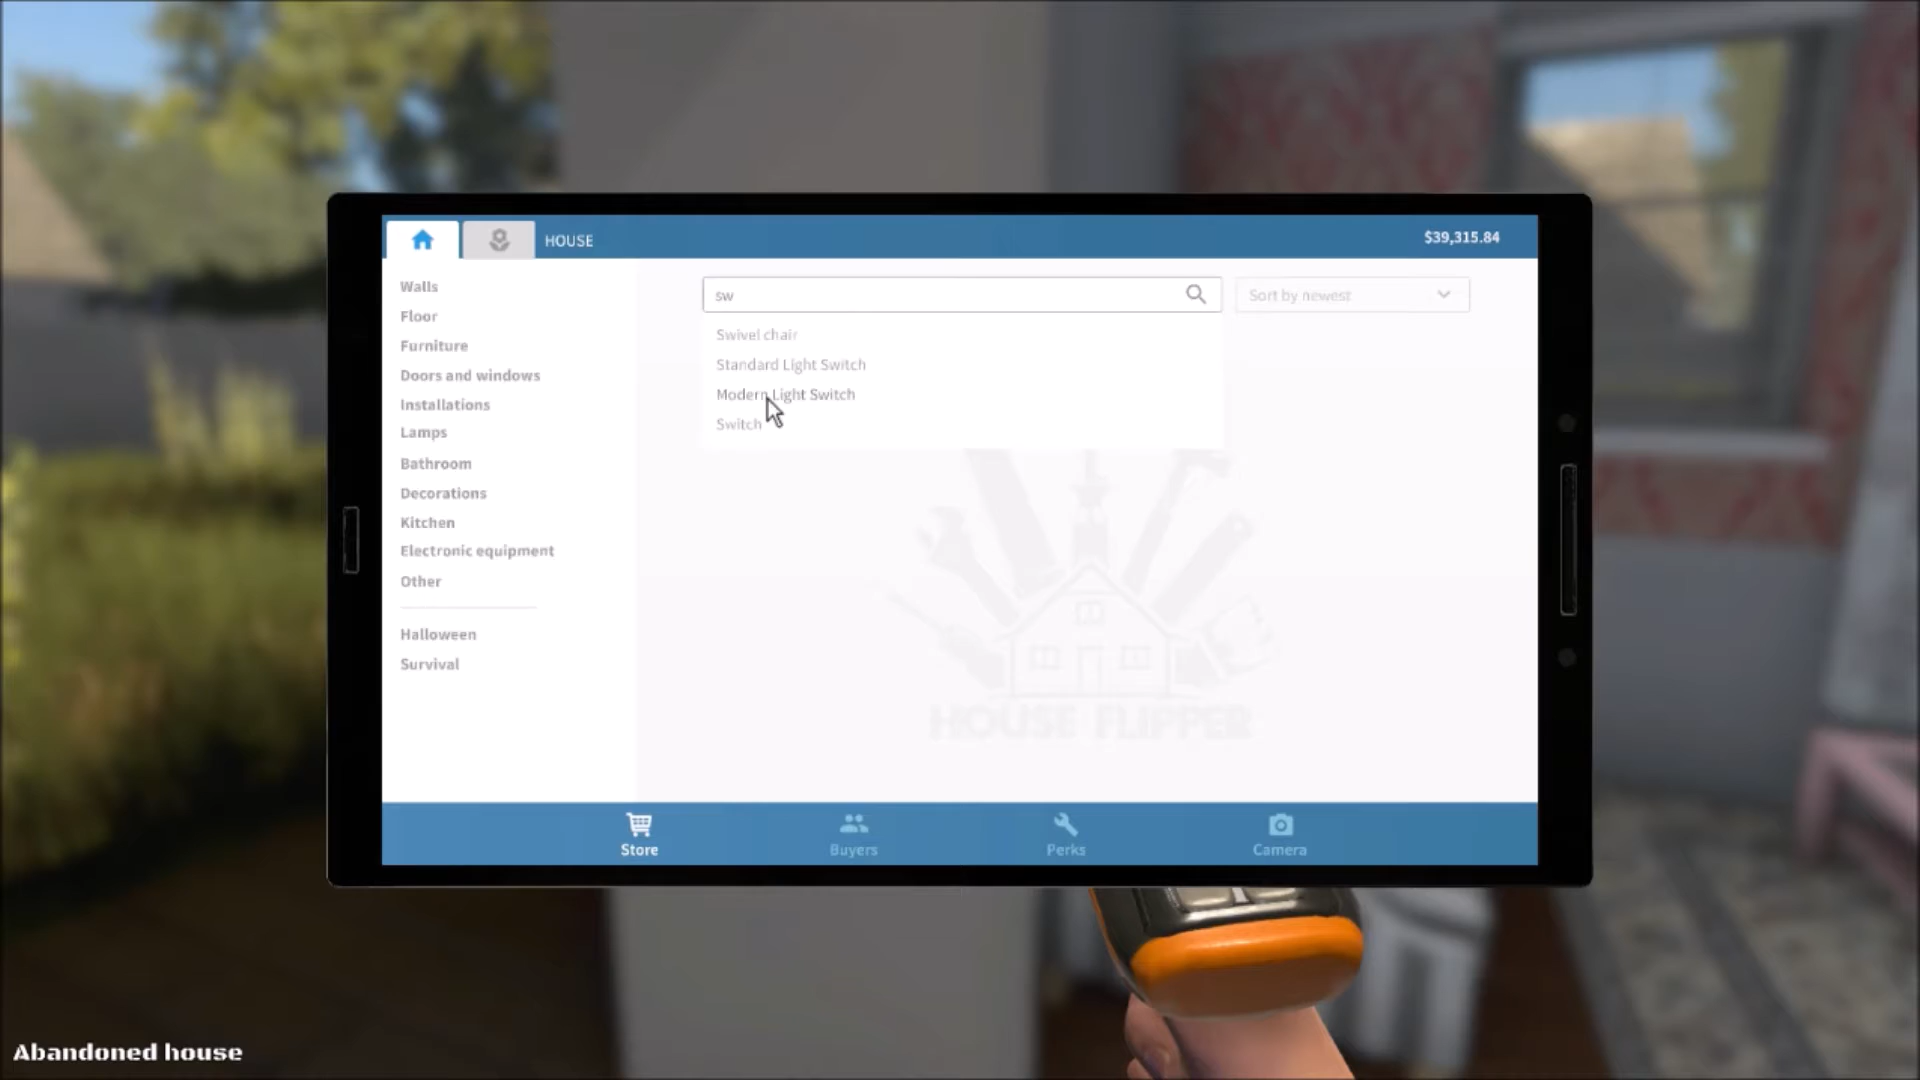 HOUSE
$39,315.84
Walls
Floor
Furniture
Doors and windows
Installations
Lamps
Bathroom
Decorations
Kitchen
Electronic equipment
Other
Halloween
Survival
sw
Sort by newest
Swivel chair
Standard Light Switch
Modern Light Switch
Switch
HOUSE FLIPPER
Store
Buyers
Perks
Camera
Abandoned house